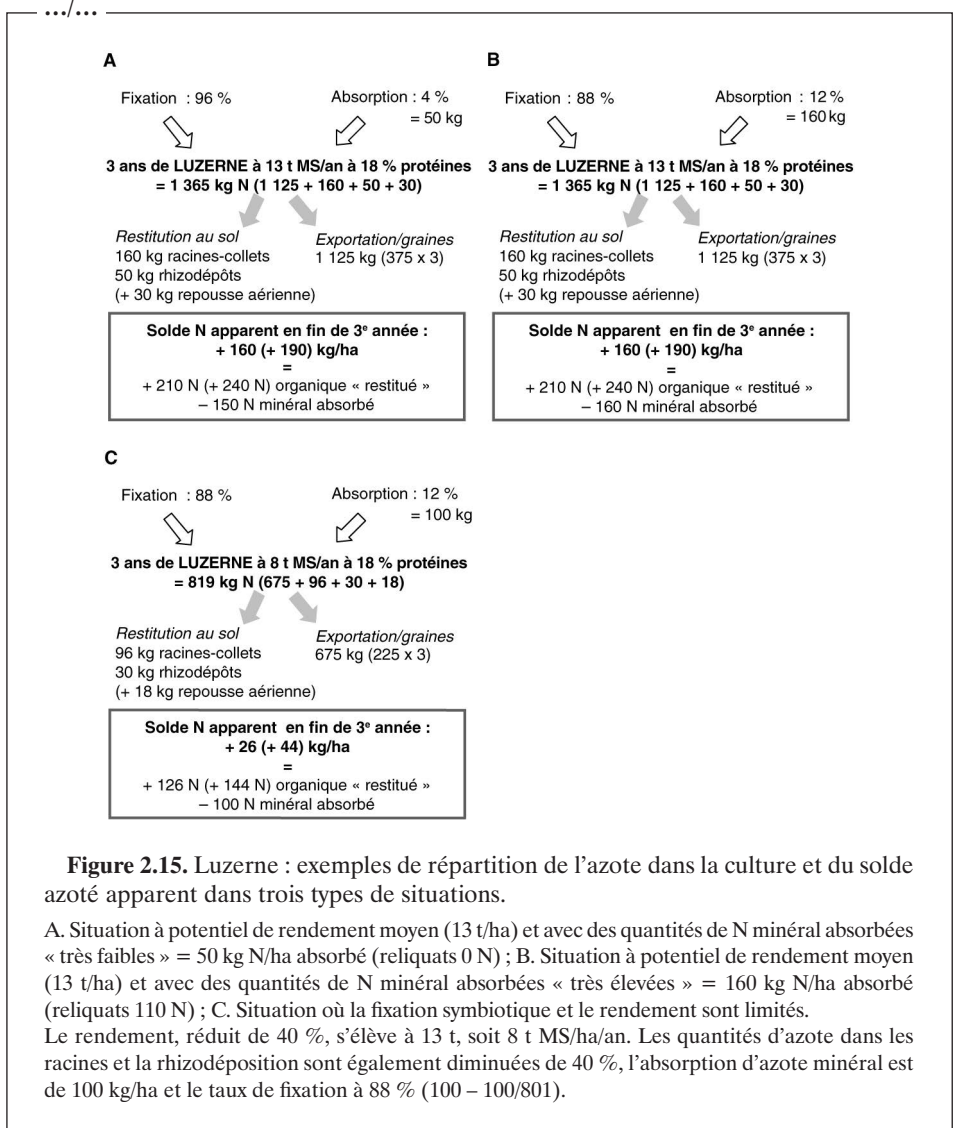 .../...
A
Fixation : 96 %
Absorption : 4 %
= 50 kg
3 ans de LUZERNE à 13 t MS/an à 18 % protéines
= 1 365 kg N (1 125 + 160 + 50 + 30)
Restitution au sol
160 kg racines-collets
50 kg rhizodépôts
(+ 30 kg repousse aérienne)
Exportation/graines
1 125 kg (375 x 3)
Solde N apparent en fin de 3e année :
+ 160 (+ 190) kg/ha
=
+ 210 N (+ 240 N) organique « restitué »
– 150 N minéral absorbé
B
Fixation : 88 %
Absorption : 12 %
= 160 kg
3 ans de LUZERNE à 13 t MS/an à 18 % protéines
= 1 365 kg N (1 125 + 160 + 50 + 30)
Restitution au sol
160 kg racines-collets
50 kg rhizodépôts
(+ 30 kg repousse aérienne)
Exportation/graines
1 125 kg (375 x 3)
Solde N apparent en fin de 3e année :
+ 160 (+ 190) kg/ha
=
+ 210 N (+ 240 N) organique « restitué »
– 160 N minéral absorbé
C
Fixation : 88 %
Absorption : 12 %
= 100 kg
3 ans de LUZERNE à 8 t MS/an à 18 % protéines
= 819 kg N (675 + 96 + 30 + 18)
Restitution au sol
96 kg racines-collets
30 kg rhizodépôts
(+ 18 kg repousse aérienne)
Exportation/graines
675 kg (225 x 3)
Solde N apparent en fin de 3e année :
+ 26 (+ 44) kg/ha
=
+ 126 N (+ 144 N) organique « restitué »
– 100 N minéral absorbé
Figure 2.15. Luzerne : exemples de répartition de l'azote dans la culture et du solde
azoté apparent dans trois types de situations.
A. Situation à potentiel de rendement moyen (13 t/ha) et avec des quantités de N minéral absorbées
« très faibles » = 50 kg N/ha absorbé (reliquats 0 N) ; B. Situation à potentiel de rendement moyen
(13 t/ha) et avec des quantités de N minéral absorbées « très élevées » = 160 kg N/ha absorbé
(reliquats 110 N) ; C. Situation où la fixation symbiotique et le rendement sont limités.
Le rendement, réduit de 40 %, s'élève à 13 t, soit 8 t MS/ha/an. Les quantités d'azote dans les
racines et la rhizodéposition sont également diminuées de 40 %, l'absorption d'azote minéral est
de 100 kg/ha et le taux de fixation à 88 % (100 – 100/801).